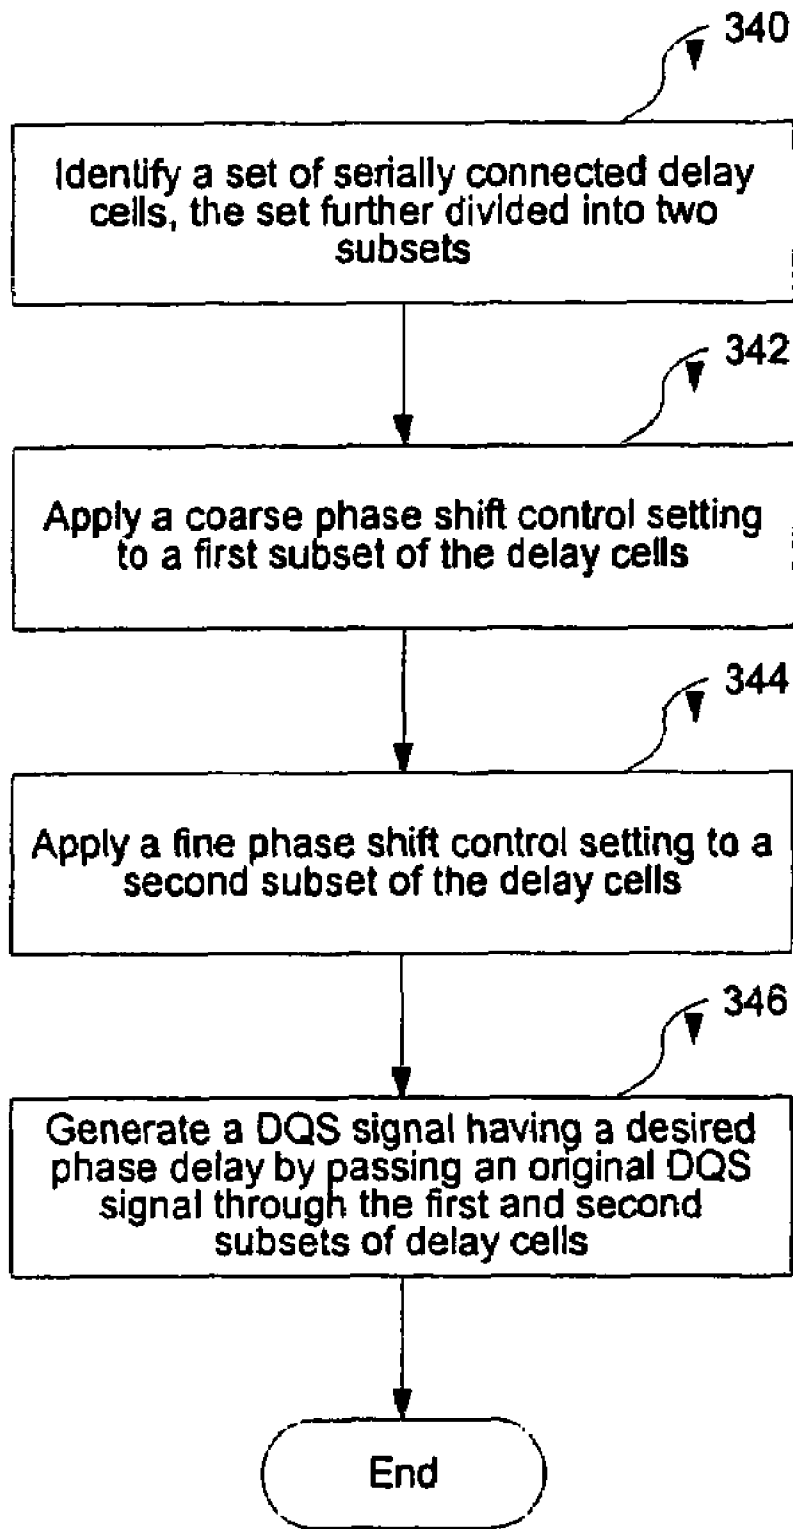 340
Identify a set of serially connected delay
cells, the set further divided into two
subsets
342
Apply a coarse phase shift control setting
to a first subset of the delay cells
344
Apply a fine phase shift control setting to a
second subset of the delay cells
346
Generate a DQS signal having a desired
phase delay by passing an original DQS
signal through the first and second
subsets of delay cells
End